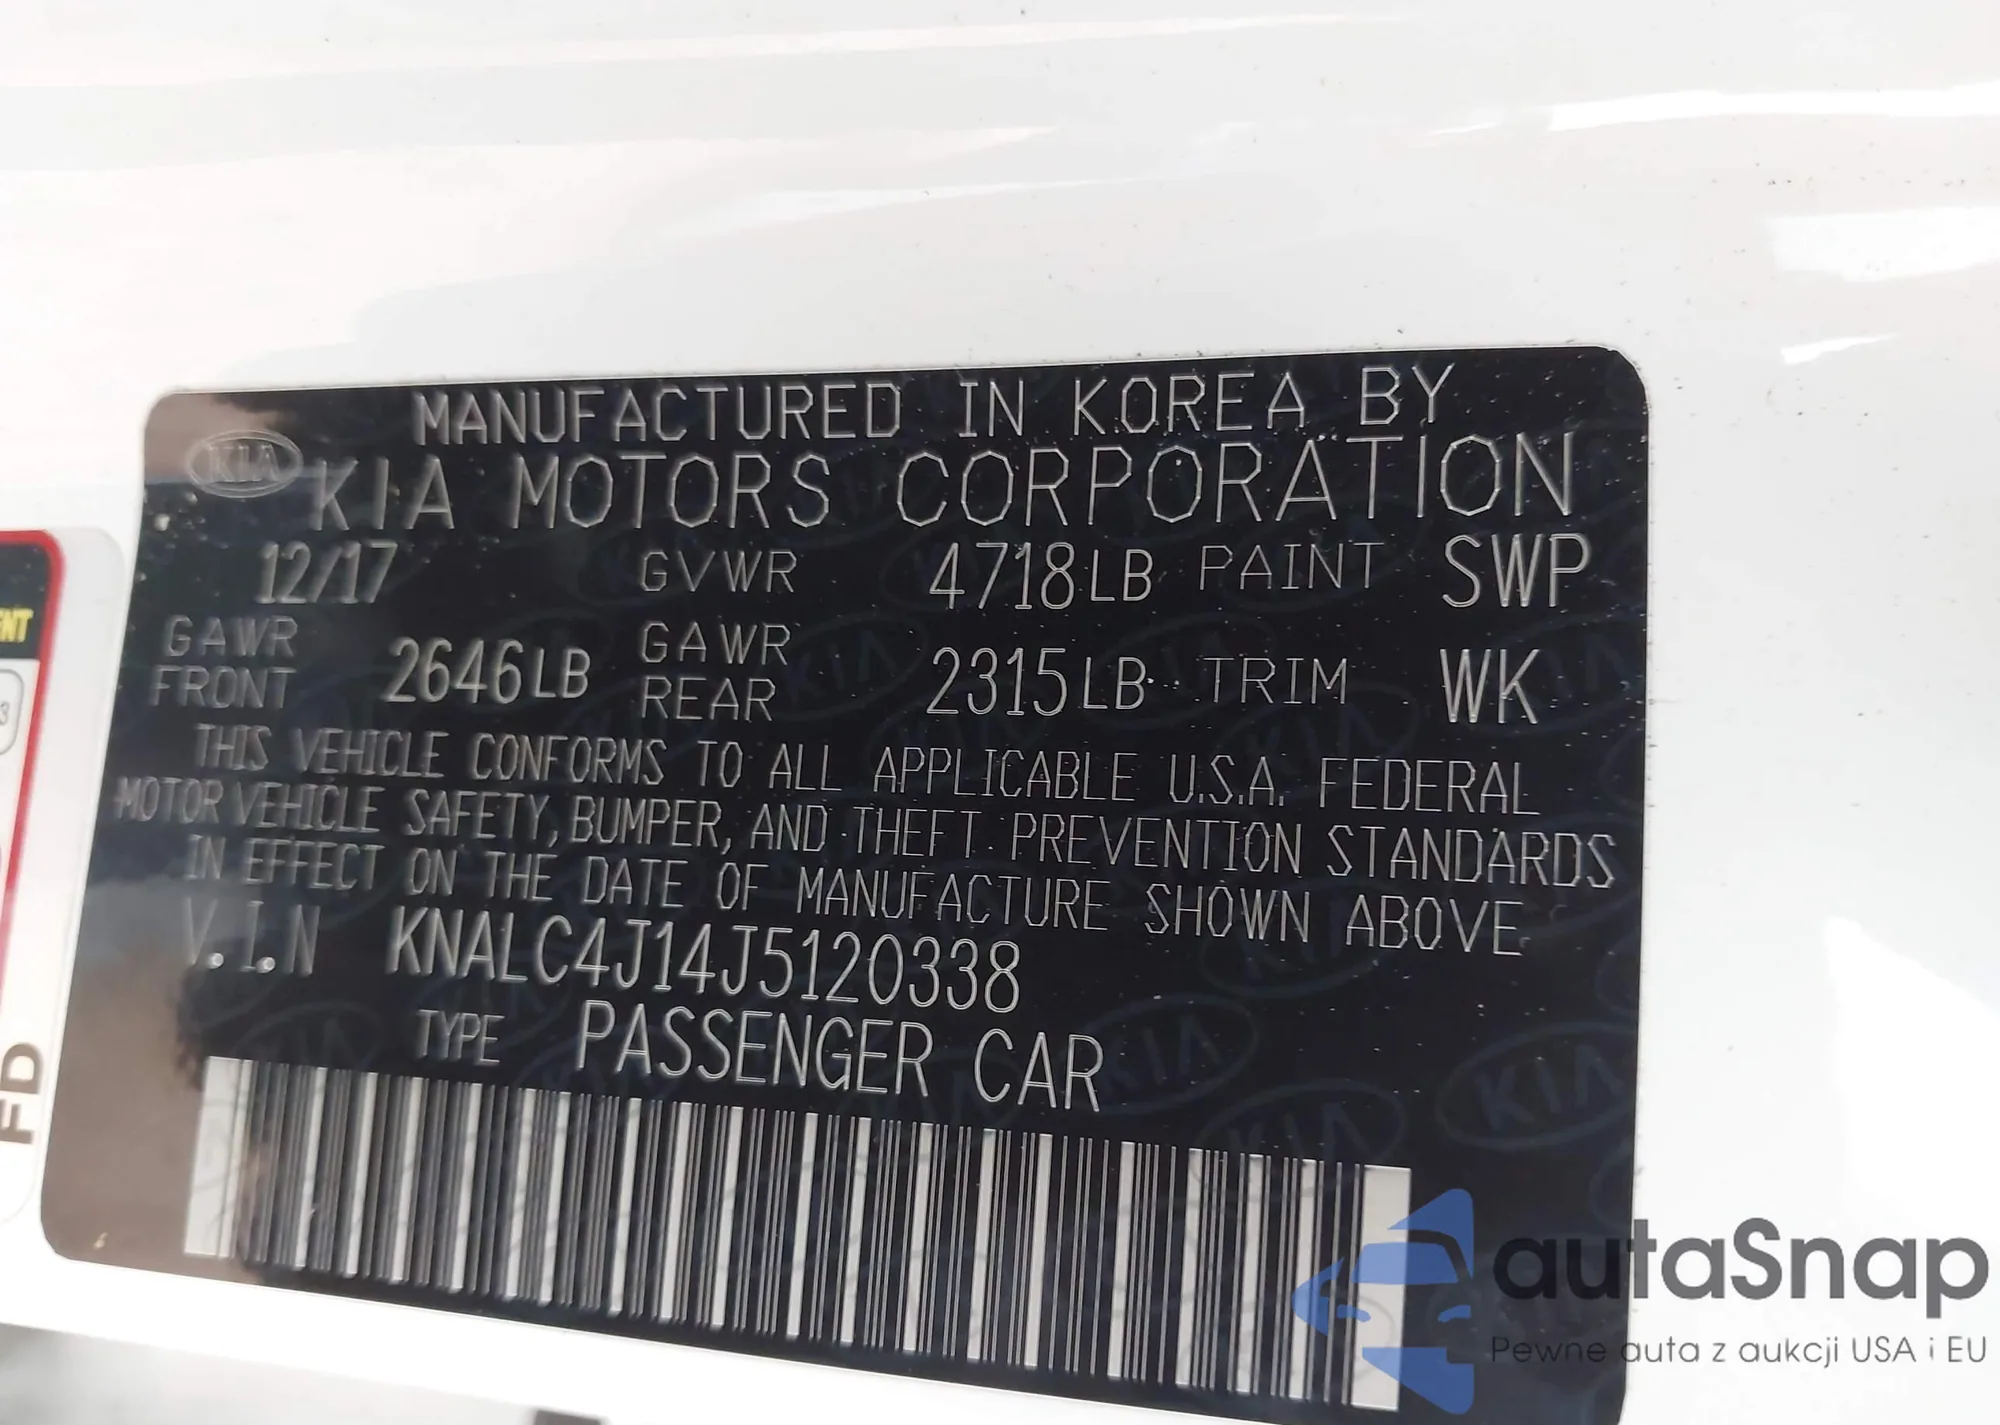 MANUFACTURED IN KOREA BY
KIA
KIA MOTORS CORPORATION
12/17 GVWR 4718LB PAINT SWP
GAWR FRONT 2646LB GAWR REAR 2315LB TRIM WK
THIS VEHICLE CONFORMS TO ALL APPLICABLE U.S.A. FEDERAL
MOTOR VEHICLE SAFETY, BUMPER, AND THEFT PREVENTION STANDARDS
IN EFFECT ON THE DATE OF MANUFACTURE SHOWN ABOVE
V.I.N KNALC4J14J5120338
TYPE PASSENGER CAR
FD
autaSnap
Pewne auta z aukcji USA i EU